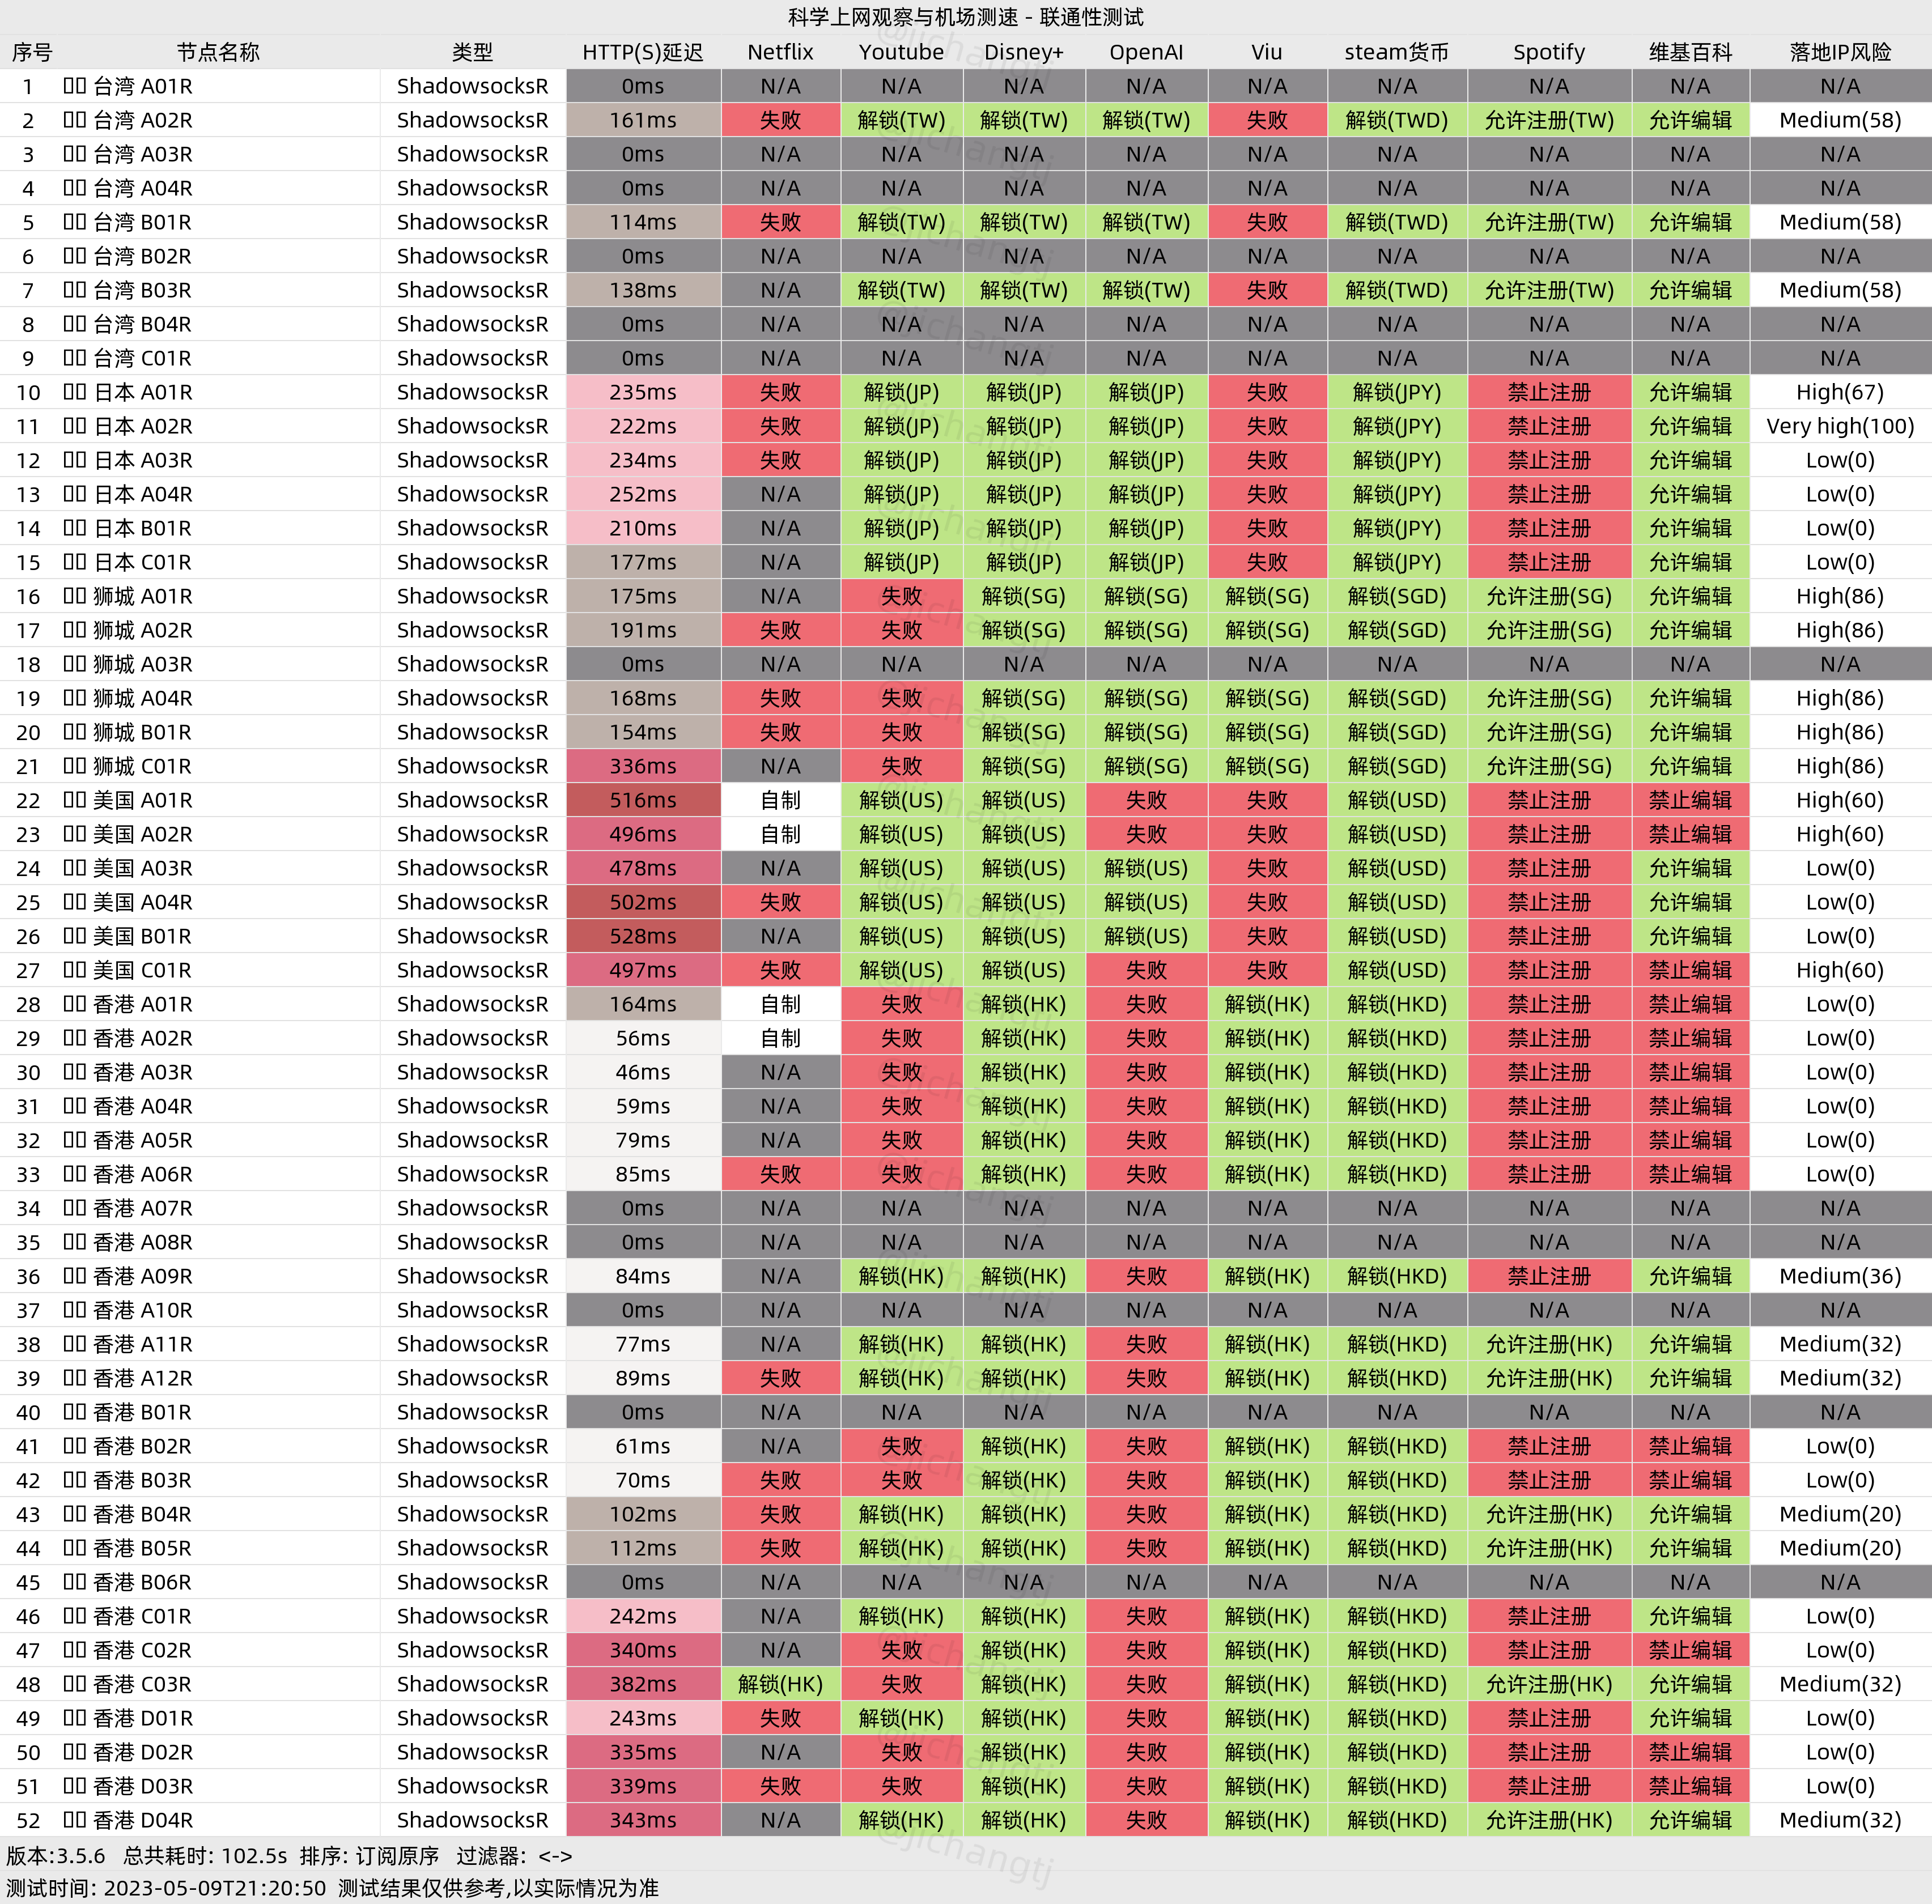 科学上网观察与机场测速 - 联通性测试
序号 节点名称 类型 HTTP(S)延迟 Netflix Youtube Disney+ OpenAI Viu steam货币 Spotify 维基百科 落地IP风险
1 台湾 A01R ShadowsocksR 0ms N/A N/A N/A N/A N/A N/A N/A N/A N/A
2 台湾 A02R ShadowsocksR 161ms 失败 解锁(TW) 解锁(TW) 解锁(TW) 失败 解锁(TWD) 允许注册(TW) 允许编辑 Medium(58)
3 台湾 A03R ShadowsocksR 0ms N/A N/A N/A N/A N/A N/A N/A N/A N/A
4 台湾 A04R ShadowsocksR 0ms N/A N/A N/A N/A N/A N/A N/A N/A N/A
5 台湾 B01R ShadowsocksR 114ms 失败 解锁(TW) 解锁(TW) 解锁(TW) 失败 解锁(TWD) 允许注册(TW) 允许编辑 Medium(58)
6 台湾 B02R ShadowsocksR 0ms N/A N/A N/A N/A N/A N/A N/A N/A N/A
7 台湾 B03R ShadowsocksR 138ms N/A 解锁(TW) 解锁(TW) 解锁(TW) 失败 解锁(TWD) 允许注册(TW) 允许编辑 Medium(58)
8 台湾 B04R ShadowsocksR 0ms N/A N/A N/A N/A N/A N/A N/A N/A N/A
9 台湾 C01R ShadowsocksR 0ms N/A N/A N/A N/A N/A N/A N/A N/A N/A
10 日本 A01R ShadowsocksR 235ms 失败 解锁(JP) 解锁(JP) 解锁(JP) 失败 解锁(JPY) 禁止注册 允许编辑 High(67)
11 日本 A02R ShadowsocksR 222ms 失败 解锁(JP) 解锁(JP) 解锁(JP) 失败 解锁(JPY) 禁止注册 允许编辑 Very high(100)
12 日本 A03R ShadowsocksR 234ms 失败 解锁(JP) 解锁(JP) 解锁(JP) 失败 解锁(JPY) 禁止注册 允许编辑 Low(0)
13 日本 A04R ShadowsocksR 252ms N/A 解锁(JP) 解锁(JP) 解锁(JP) 失败 解锁(JPY) 禁止注册 允许编辑 Low(0)
14 日本 B01R ShadowsocksR 210ms N/A 解锁(JP) 解锁(JP) 解锁(JP) 失败 解锁(JPY) 禁止注册 允许编辑 Low(0)
15 日本 C01R ShadowsocksR 177ms N/A 解锁(JP) 解锁(JP) 解锁(JP) 失败 解锁(JPY) 禁止注册 允许编辑 Low(0)
16 狮城 A01R ShadowsocksR 175ms N/A 失败 解锁(SG) 解锁(SG) 解锁(SG) 解锁(SGD) 允许注册(SG) 允许编辑 High(86)
17 狮城 A02R ShadowsocksR 191ms 失败 失败 解锁(SG) 解锁(SG) 解锁(SG) 解锁(SGD) 允许注册(SG) 允许编辑 High(86)
18 狮城 A03R ShadowsocksR 0ms N/A N/A N/A N/A N/A N/A N/A N/A N/A
19 狮城 A04R ShadowsocksR 168ms 失败 失败 解锁(SG) 解锁(SG) 解锁(SG) 解锁(SGD) 允许注册(SG) 允许编辑 High(86)
20 狮城 B01R ShadowsocksR 154ms 失败 失败 解锁(SG) 解锁(SG) 解锁(SG) 解锁(SGD) 允许注册(SG) 允许编辑 High(86)
21 狮城 C01R ShadowsocksR 336ms N/A 失败 解锁(SG) 解锁(SG) 解锁(SG) 解锁(SGD) 允许注册(SG) 允许编辑 High(86)
22 美国 A01R ShadowsocksR 516ms 自制 解锁(US) 解锁(US) 失败 失败 解锁(USD) 禁止注册 禁止编辑 High(60)
23 美国 A02R ShadowsocksR 496ms 自制 解锁(US) 解锁(US) 失败 失败 解锁(USD) 禁止注册 禁止编辑 High(60)
24 美国 A03R ShadowsocksR 478ms N/A 解锁(US) 解锁(US) 解锁(US) 失败 解锁(USD) 禁止注册 允许编辑 Low(0)
25 美国 A04R ShadowsocksR 502ms 失败 解锁(US) 解锁(US) 解锁(US) 失败 解锁(USD) 禁止注册 允许编辑 Low(0)
26 美国 B01R ShadowsocksR 528ms N/A 解锁(US) 解锁(US) 解锁(US) 失败 解锁(USD) 禁止注册 允许编辑 Low(0)
27 美国 C01R ShadowsocksR 497ms 失败 解锁(US) 解锁(US) 失败 失败 解锁(USD) 禁止注册 禁止编辑 High(60)
28 香港 A01R ShadowsocksR 164ms 自制 失败 解锁(HK) 失败 解锁(HK) 解锁(HKD) 禁止注册 禁止编辑 Low(0)
29 香港 A02R ShadowsocksR 56ms 自制 失败 解锁(HK) 失败 解锁(HK) 解锁(HKD) 禁止注册 禁止编辑 Low(0)
30 香港 A03R ShadowsocksR 46ms N/A 失败 解锁(HK) 失败 解锁(HK) 解锁(HKD) 禁止注册 禁止编辑 Low(0)
31 香港 A04R ShadowsocksR 59ms N/A 失败 解锁(HK) 失败 解锁(HK) 解锁(HKD) 禁止注册 禁止编辑 Low(0)
32 香港 A05R ShadowsocksR 79ms N/A 失败 解锁(HK) 失败 解锁(HK) 解锁(HKD) 禁止注册 禁止编辑 Low(0)
33 香港 A06R ShadowsocksR 85ms 失败 失败 解锁(HK) 失败 解锁(HK) 解锁(HKD) 禁止注册 禁止编辑 Low(0)
34 香港 A07R ShadowsocksR 0ms N/A N/A N/A N/A N/A N/A N/A N/A N/A
35 香港 A08R ShadowsocksR 0ms N/A N/A N/A N/A N/A N/A N/A N/A N/A
36 香港 A09R ShadowsocksR 84ms N/A 解锁(HK) 解锁(HK) 失败 解锁(HK) 解锁(HKD) 禁止注册 允许编辑 Medium(36)
37 香港 A10R ShadowsocksR 0ms N/A N/A N/A N/A N/A N/A N/A N/A N/A
38 香港 A11R ShadowsocksR 77ms N/A 解锁(HK) 解锁(HK) 失败 解锁(HK) 解锁(HKD) 允许注册(HK) 允许编辑 Medium(32)
39 香港 A12R ShadowsocksR 89ms 失败 解锁(HK) 解锁(HK) 失败 解锁(HK) 解锁(HKD) 允许注册(HK) 允许编辑 Medium(32)
40 香港 B01R ShadowsocksR 0ms N/A N/A N/A N/A N/A N/A N/A N/A N/A
41 香港 B02R ShadowsocksR 61ms N/A 失败 解锁(HK) 失败 解锁(HK) 解锁(HKD) 禁止注册 禁止编辑 Low(0)
42 香港 B03R ShadowsocksR 70ms 失败 失败 解锁(HK) 失败 解锁(HK) 解锁(HKD) 禁止注册 禁止编辑 Low(0)
43 香港 B04R ShadowsocksR 102ms 失败 解锁(HK) 解锁(HK) 失败 解锁(HK) 解锁(HKD) 允许注册(HK) 允许编辑 Medium(20)
44 香港 B05R ShadowsocksR 112ms 失败 解锁(HK) 解锁(HK) 失败 解锁(HK) 解锁(HKD) 允许注册(HK) 允许编辑 Medium(20)
45 香港 B06R ShadowsocksR 0ms N/A N/A N/A N/A N/A N/A N/A N/A N/A
46 香港 C01R ShadowsocksR 242ms N/A 解锁(HK) 解锁(HK) 失败 解锁(HK) 解锁(HKD) 禁止注册 允许编辑 Low(0)
47 香港 C02R ShadowsocksR 340ms N/A 失败 解锁(HK) 失败 解锁(HK) 解锁(HKD) 禁止注册 禁止编辑 Low(0)
48 香港 C03R ShadowsocksR 382ms 解锁(HK) 失败 解锁(HK) 失败 解锁(HK) 解锁(HKD) 允许注册(HK) 允许编辑 Medium(32)
49 香港 D01R ShadowsocksR 243ms 失败 解锁(HK) 解锁(HK) 失败 解锁(HK) 解锁(HKD) 禁止注册 允许编辑 Low(0)
50 香港 D02R ShadowsocksR 335ms N/A 失败 解锁(HK) 失败 解锁(HK) 解锁(HKD) 禁止注册 禁止编辑 Low(0)
51 香港 D03R ShadowsocksR 339ms 失败 失败 解锁(HK) 失败 解锁(HK) 解锁(HKD) 禁止注册 禁止编辑 Low(0)
52 香港 D04R ShadowsocksR 343ms N/A 解锁(HK) 解锁(HK) 失败 解锁(HK) 解锁(HKD) 允许注册(HK) 允许编辑 Medium(32)
版本:3.5.6 总共耗时: 102.5s 排序: 订阅原序 过滤器: <->
测试时间: 2023-05-09T21:20:50 测试结果仅供参考,以实际情况为准
@jichangtj